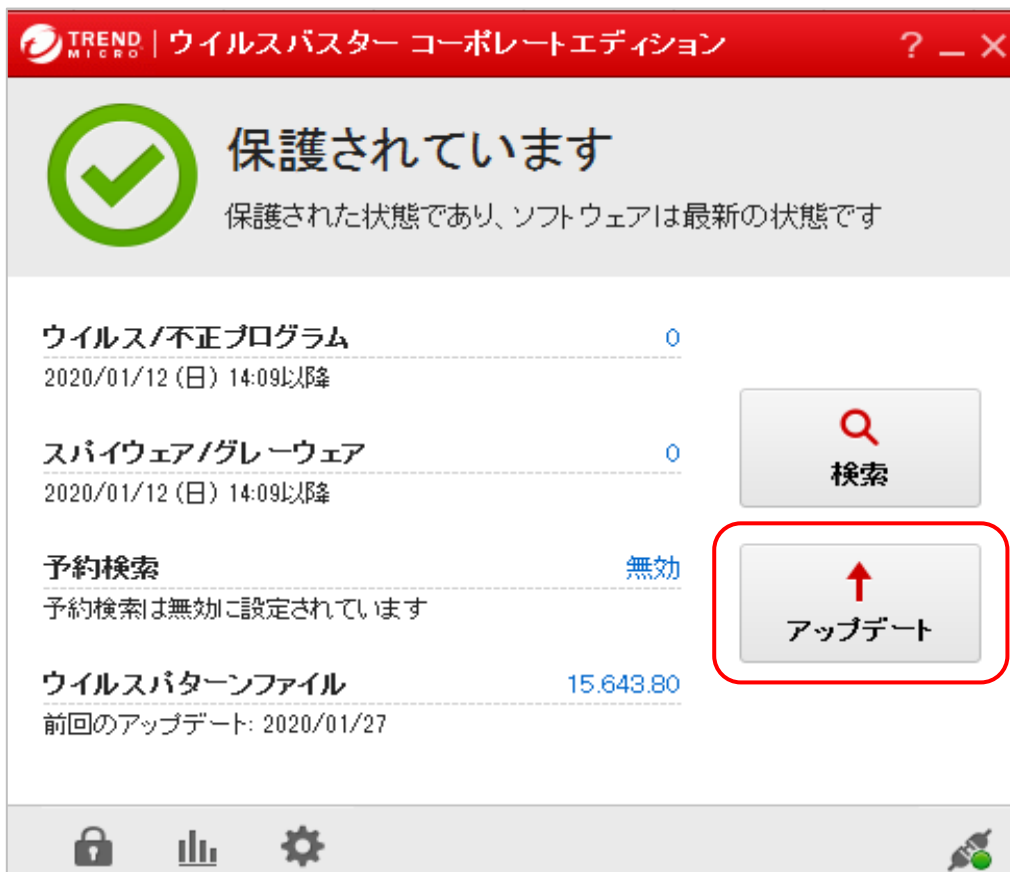 TREND MICRO | ウイルスバスター コーポレートエディション ? _ ×
保護されています
保護された状態であり、ソフトウェアは最新の状態です
ウイルス/不正プログラム 0
2020/01/12 (日) 14:09以降
スパイウェア/グレーウェア 0
2020/01/12 (日) 14:09以降
検索
予約検索 無効
予約検索は無効に設定されています
アップデート
ウイルスパターンファイル 15.643.80
前回のアップデート: 2020/01/27